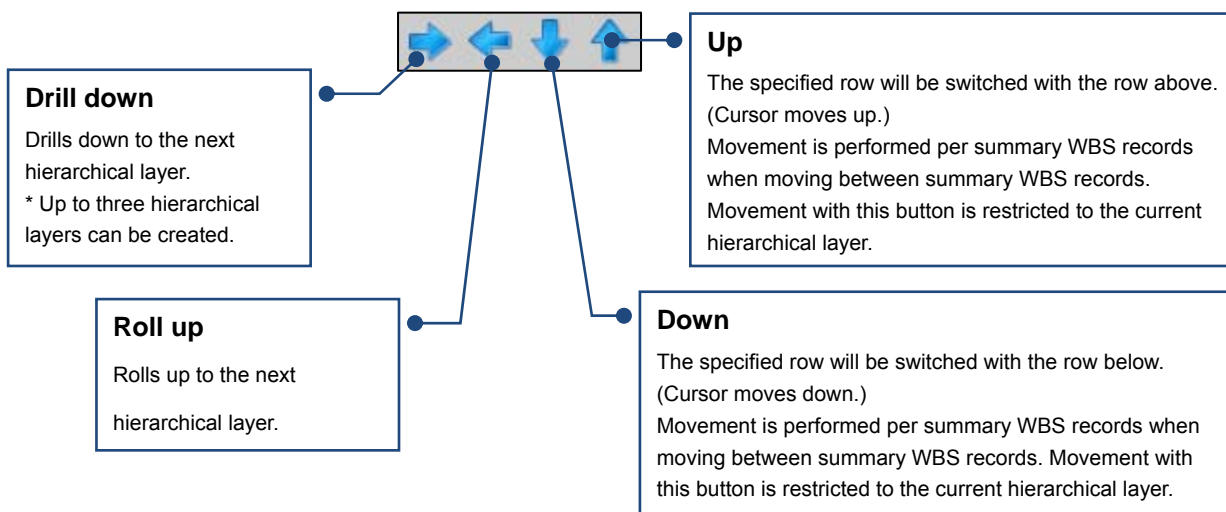 Drill down
Drills down to the next
hierarchical layer.
* Up to three hierarchical
layers can be created.
Roll up
Rolls up to the next
hierarchical layer.
Up
The specified row will be switched with the row above.
(Cursor moves up.)
Movement is performed per summary WBS records
when moving between summary WBS records.
Movement with this button is restricted to the current
hierarchical layer.
Down
The specified row will be switched with the row below.
(Cursor moves down.)
Movement is performed per summary WBS records when
moving between summary WBS records. Movement with
this button is restricted to the current hierarchical layer.